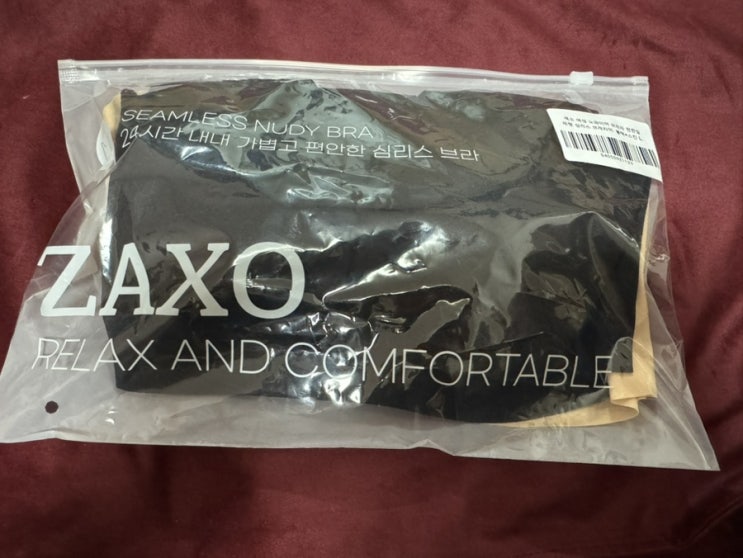 SEAMLESS NUDY BRA
24시간 내내 가볍고 편안한 심리스 브라
ZAXO
RELAX AND COMFORTABLE